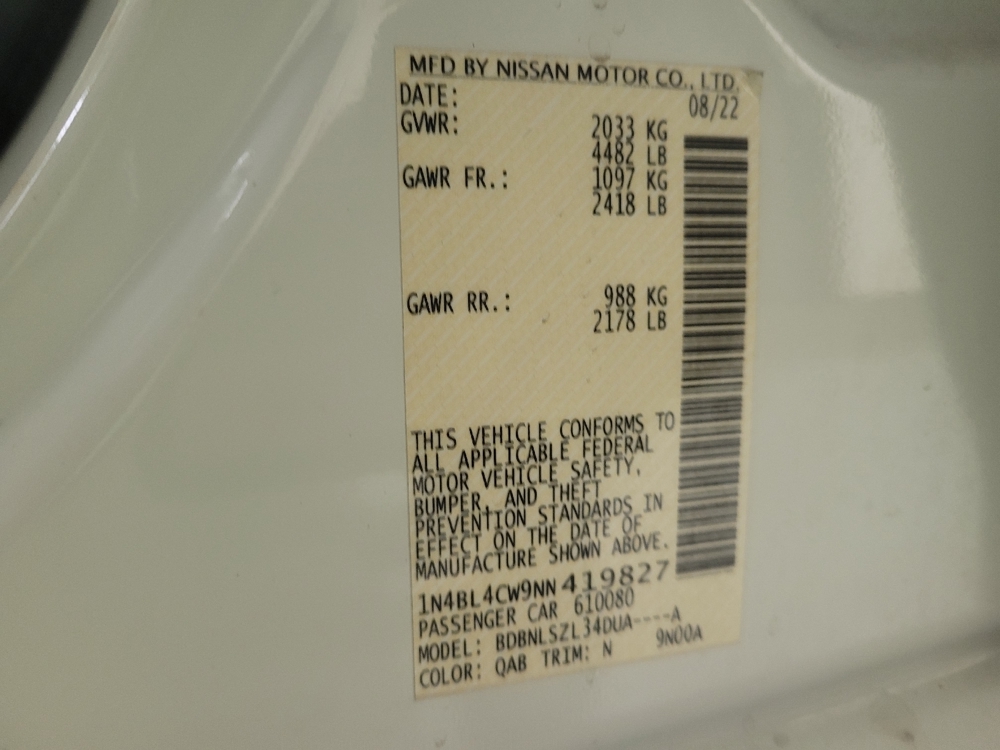 MFD BY NISSAN MOTOR CO., LTD.
DATE: 08/22
GVWR: 2033 KG
4482 LB
GAWR FR.: 1097 KG
2418 LB
GAWR RR.: 988 KG
2178 LB
THIS VEHICLE CONFORMS TO
ALL APPLICABLE FEDERAL
MOTOR VEHICLE SAFETY,
BUMPER, AND THEFT
PREVENTION STANDARDS IN
EFFECT ON THE DATE OF
MANUFACTURE SHOWN ABOVE.
1N4BL4CW9NN419827
PASSENGER CAR 610080
MODEL: BDBNLSZL34DUA----A
COLOR: QAB TRIM: N 9N00A